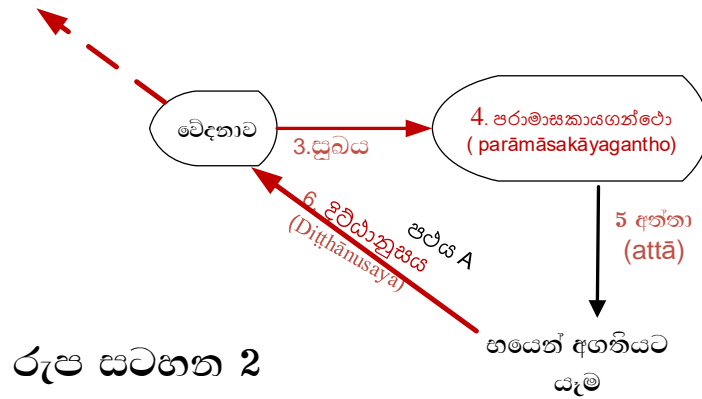 වේදනාව
3.සුඛය
4. පරාමාසකායගන්ථො
( parāmāsakāyagantho)
5 අත්තා
(attā)
6. දිට්ඨානුසය
(Diṭṭhānusaya)
පථය A
භයෙන් අගතියට
යෑම
රුප සටහන 2